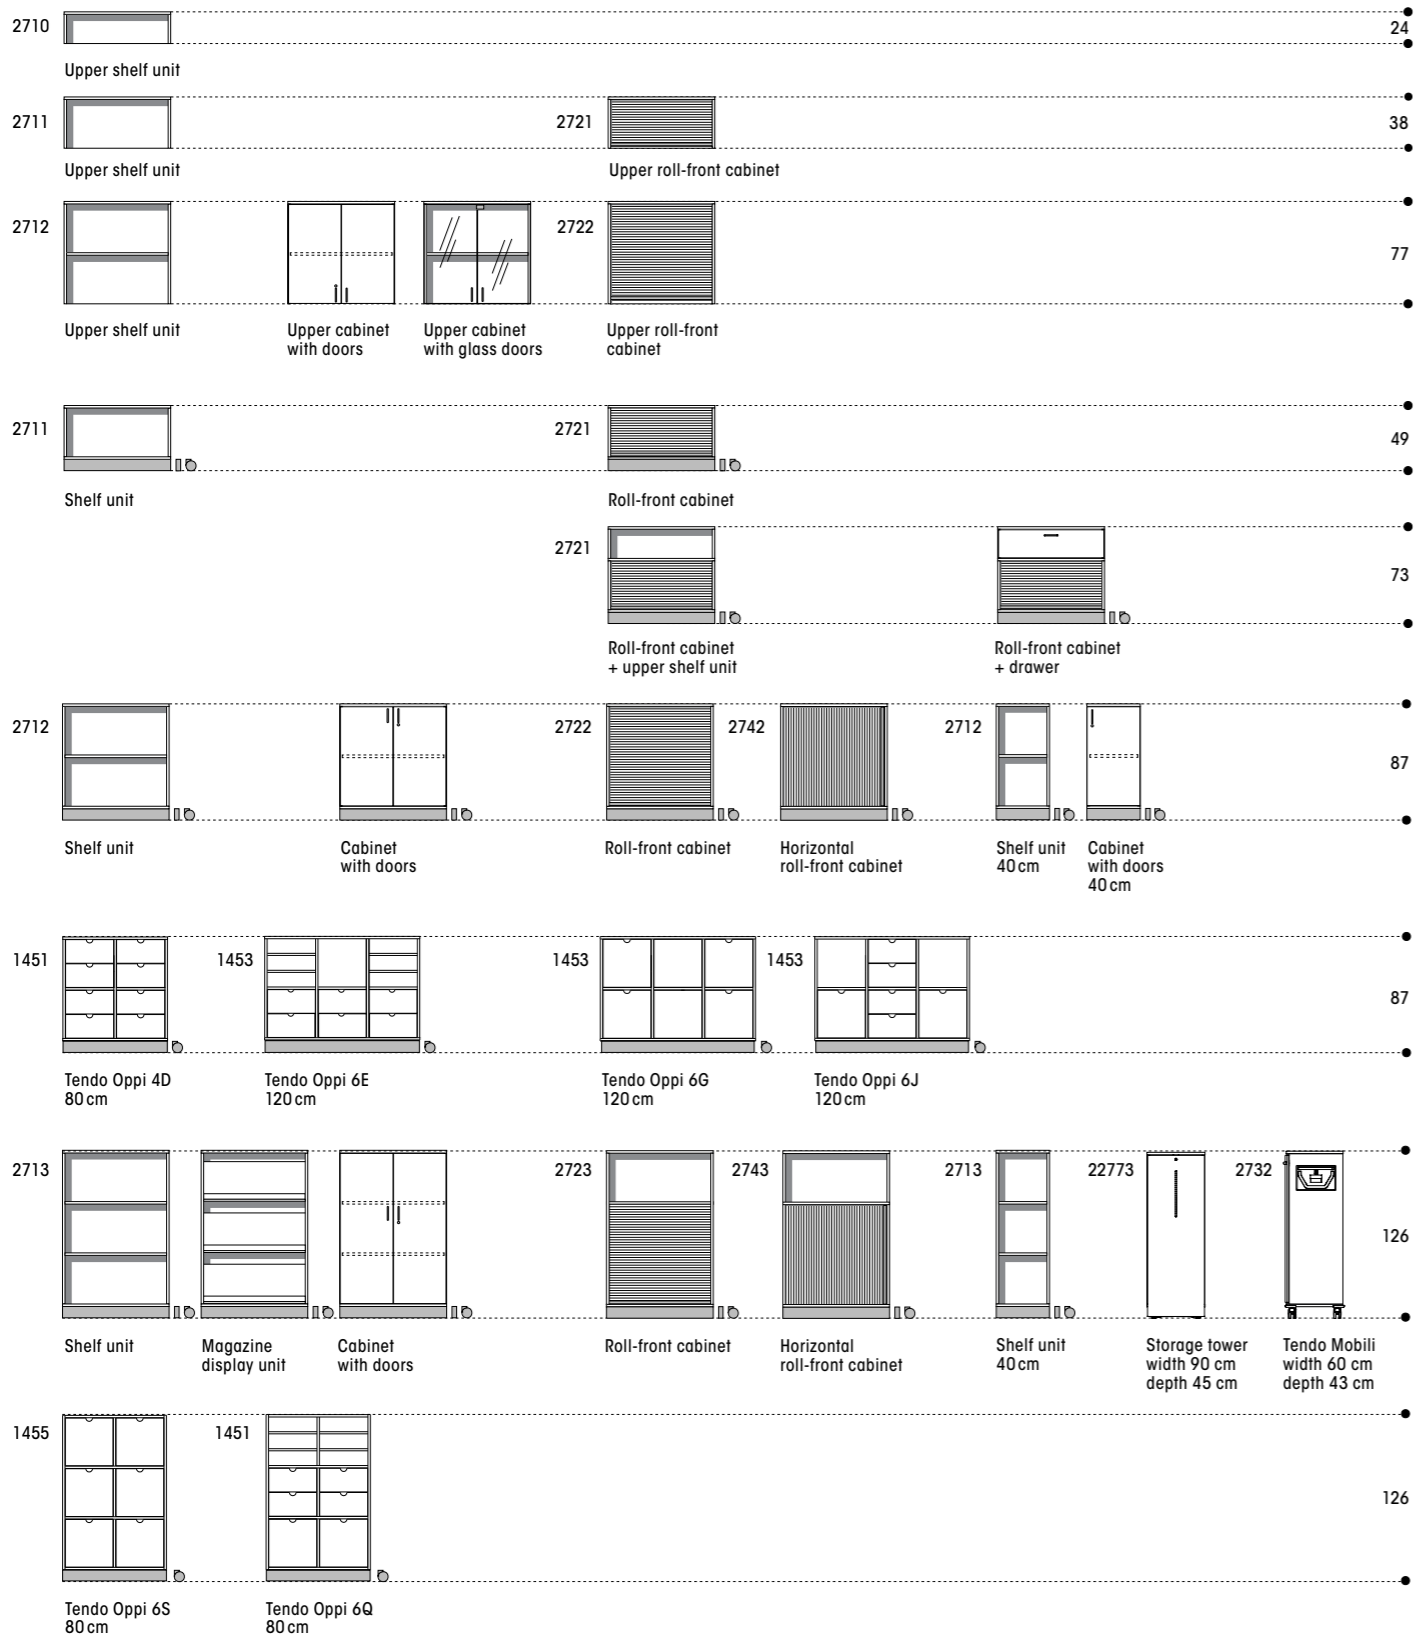 2710
24
Upper shelf unit
2711
2721
38
Upper shelf unit
Upper roll-front cabinet
2712
2722
77
Upper shelf unit
Upper cabinet
with doors
Upper cabinet
with glass doors
Upper roll-front
cabinet
2711
2721
49
Shelf unit
Roll-front cabinet
2721
73
Roll-front cabinet
+ upper shelf unit
Roll-front cabinet
+ drawer
2712
2722
2742
2712
87
Shelf unit
Cabinet
with doors
Roll-front cabinet
Horizontal
roll-front cabinet
Shelf unit
40 cm
Cabinet
with doors
40 cm
1451
1453
1453
1453
87
Tendo Oppi 4D
80 cm
Tendo Oppi 6E
120 cm
Tendo Oppi 6G
120 cm
Tendo Oppi 6J
120 cm
2713
2723
2743
2713
22773
2732
126
Shelf unit
Magazine
display unit
Cabinet
with doors
Roll-front cabinet
Horizontal
roll-front cabinet
Shelf unit
40 cm
Storage tower
width 90 cm
depth 45 cm
Tendo Mobili
width 60 cm
depth 43 cm
1455
1451
126
Tendo Oppi 6S
80 cm
Tendo Oppi 6Q
80 cm